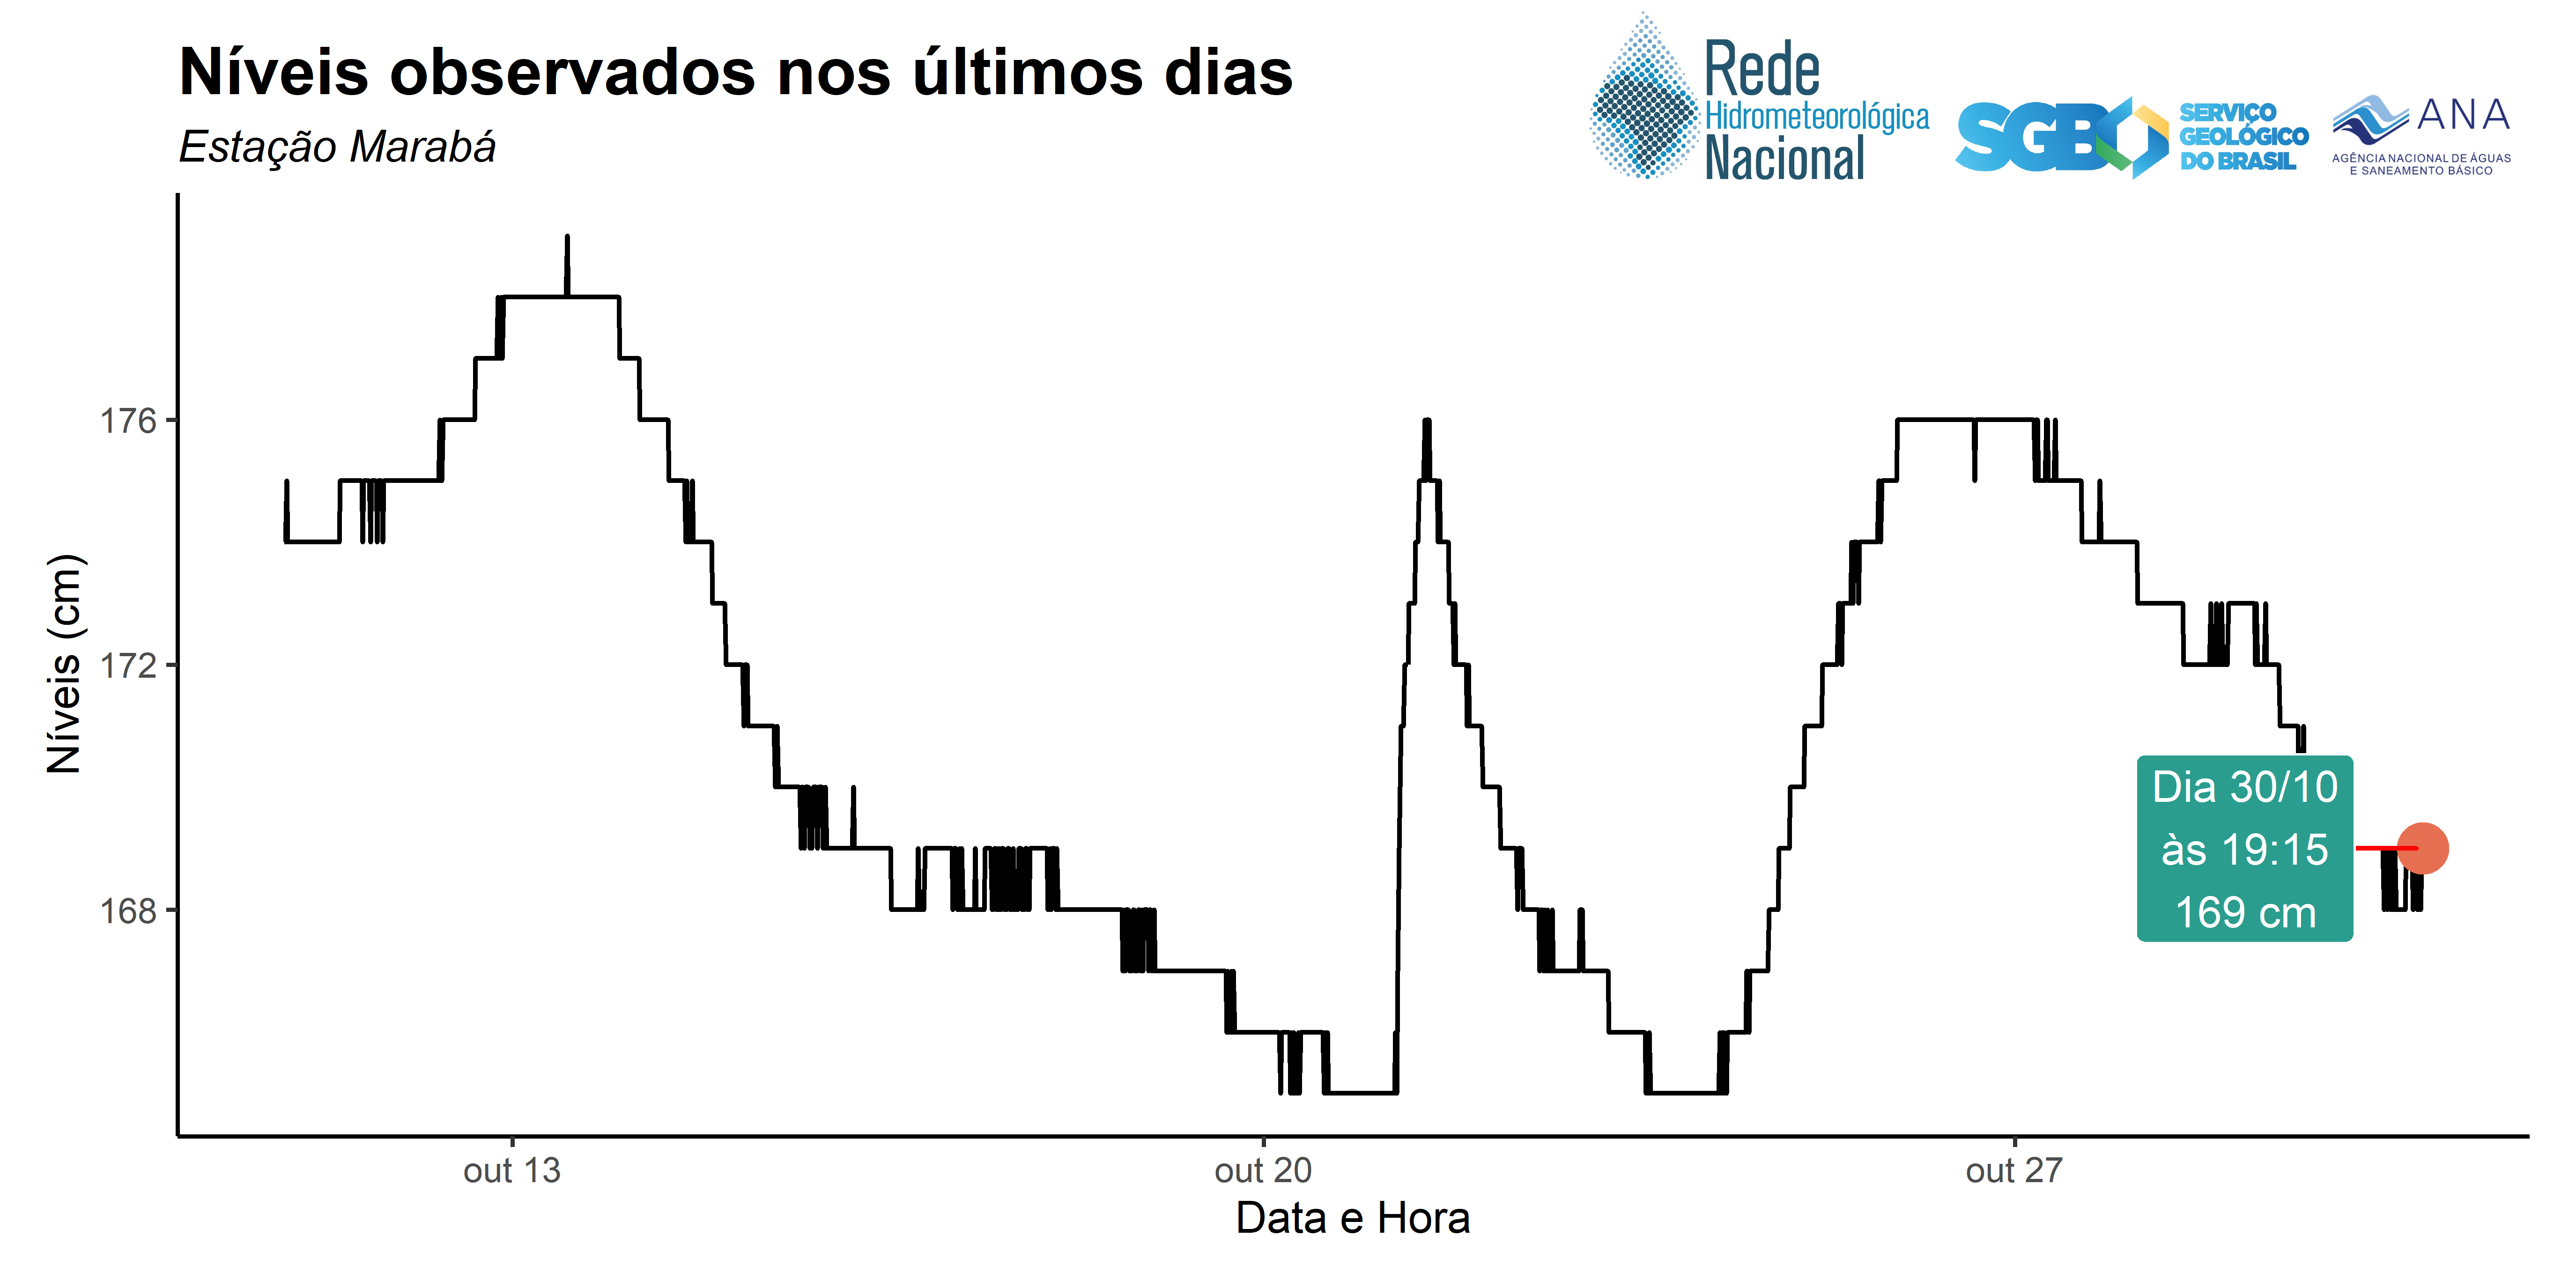 Níveis observados nos últimos dias
Estação Marabá
Rede
Hidrometeorológica
Nacional
SGB
SERVIÇO
GEOLÓGICO
DO BRASIL
ANA
AGÊNCIA NACIONAL DE ÁGUAS
E SANEAMENTO BÁSICO
Níveis (cm)
176
172
168
Dia 30/10
às 19:15
169 cm
out 13
out 20
out 27
Data e Hora